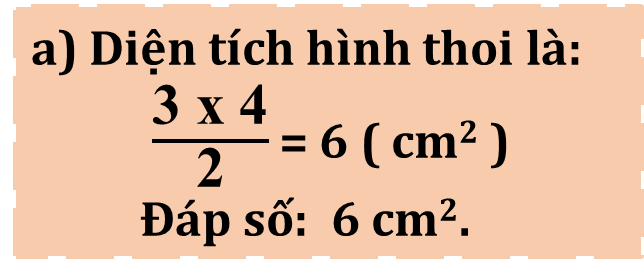 a) Diện tích hình thoi là:
3 x 4
2
= 6 ( cm² )
Đáp số: 6 cm².